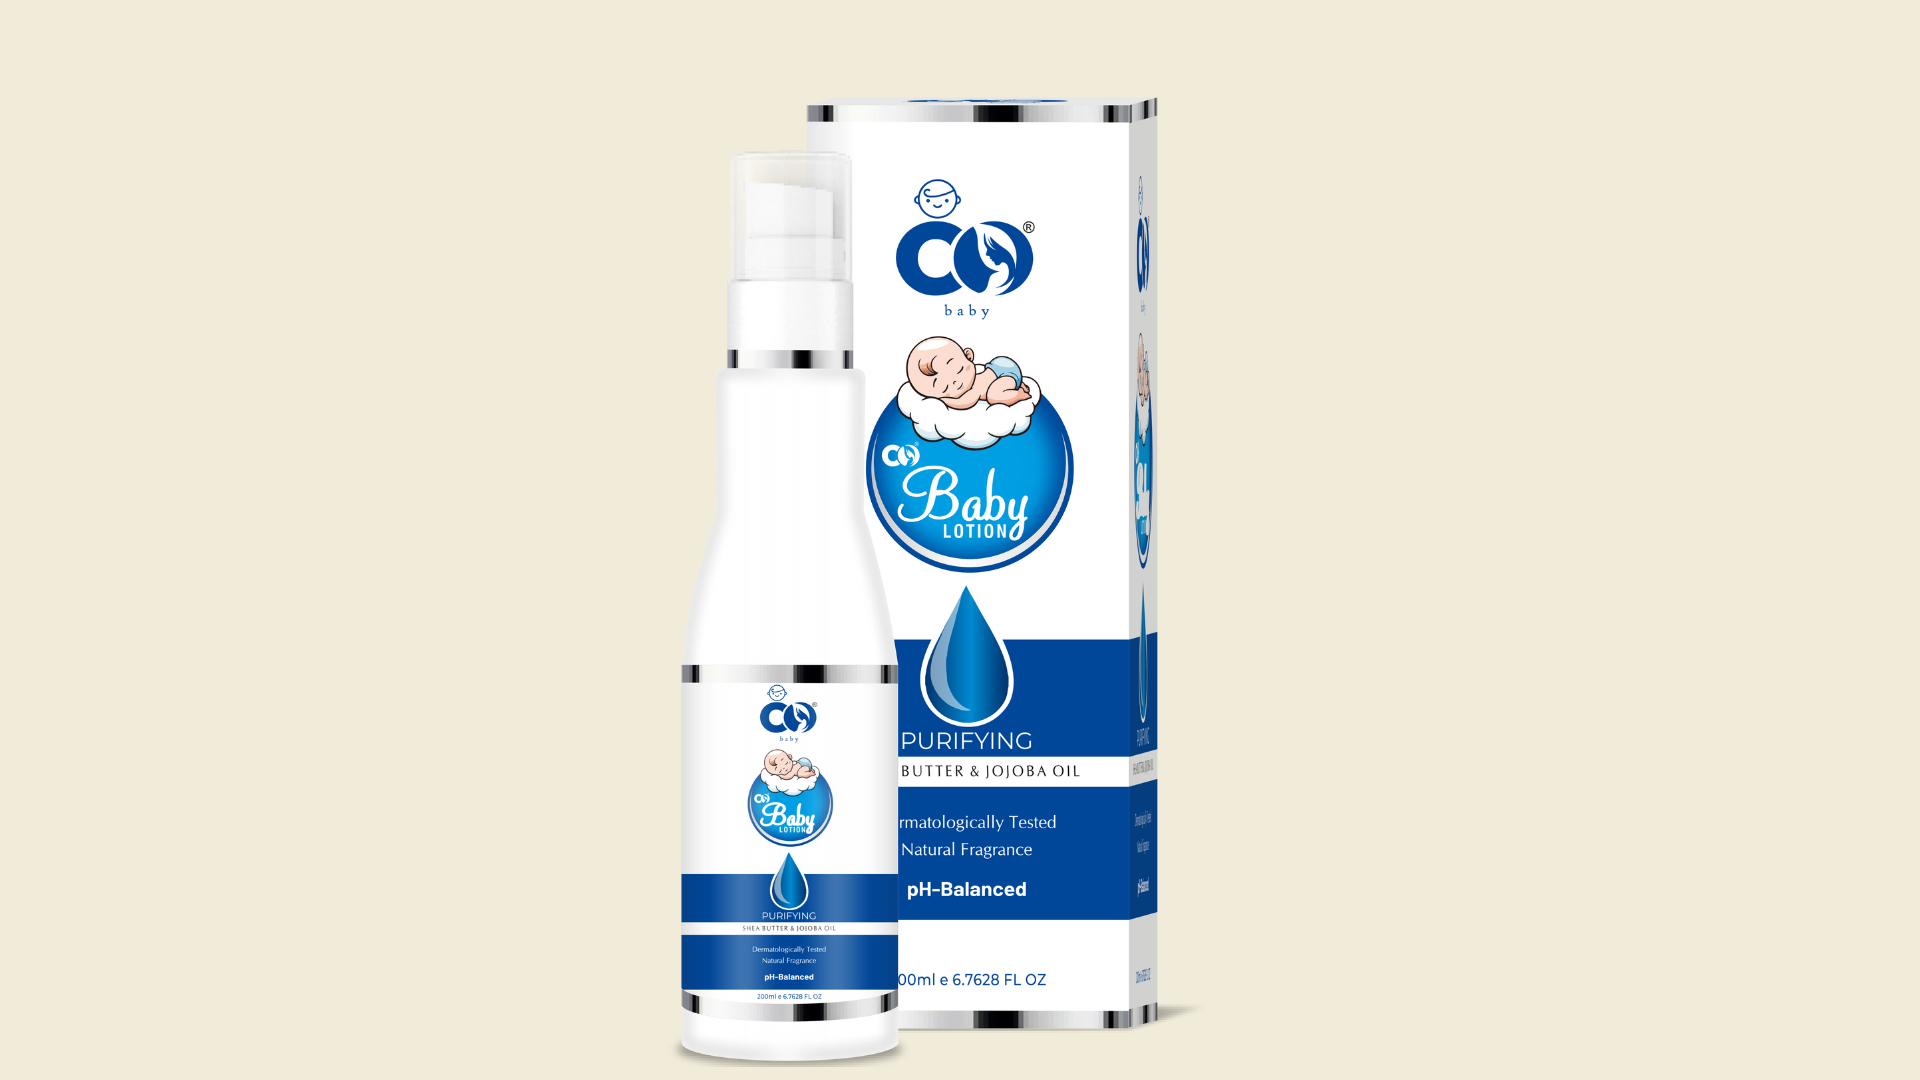 CO®
baby
CO
Baby
LOTION
PURIFYING
BUTTER & JOJOBA OIL
rmatologically Tested
Natural Fragrance
pH-Balanced
00ml e 6.7628 FL OZ
CO®
baby
CO
Baby
LOTION
PURIFYING
SHEA BUTTER & JOJOBA OIL
Dermatologically Tested
Natural Fragrance
pH-Balanced
200ml e 6.7628 FL OZ